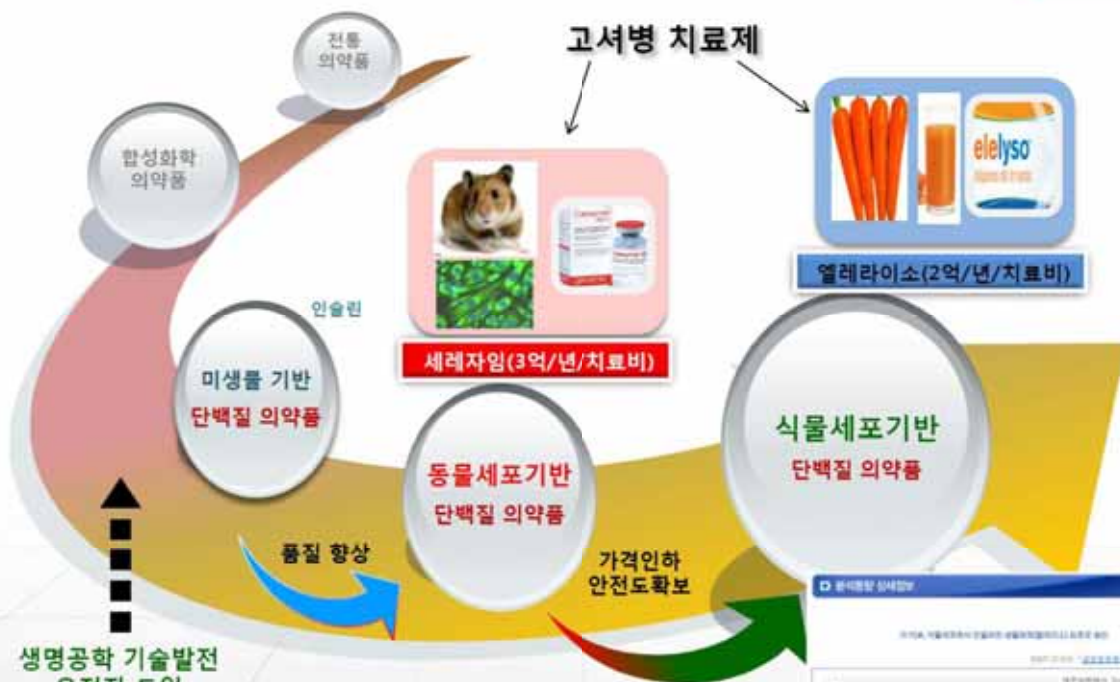 고셔병 치료제
전통
의약품
합성화학
의약품
elelyso
엘레라이소(2억/년/치료비)
인슐린
세레자임(3억/년/치료비)
미생물 기반
단백질 의약품
동물세포기반
단백질 의약품
식물세포기반
단백질 의약품
품질 향상
가격인하
안전도확보
생명공학 기술발전